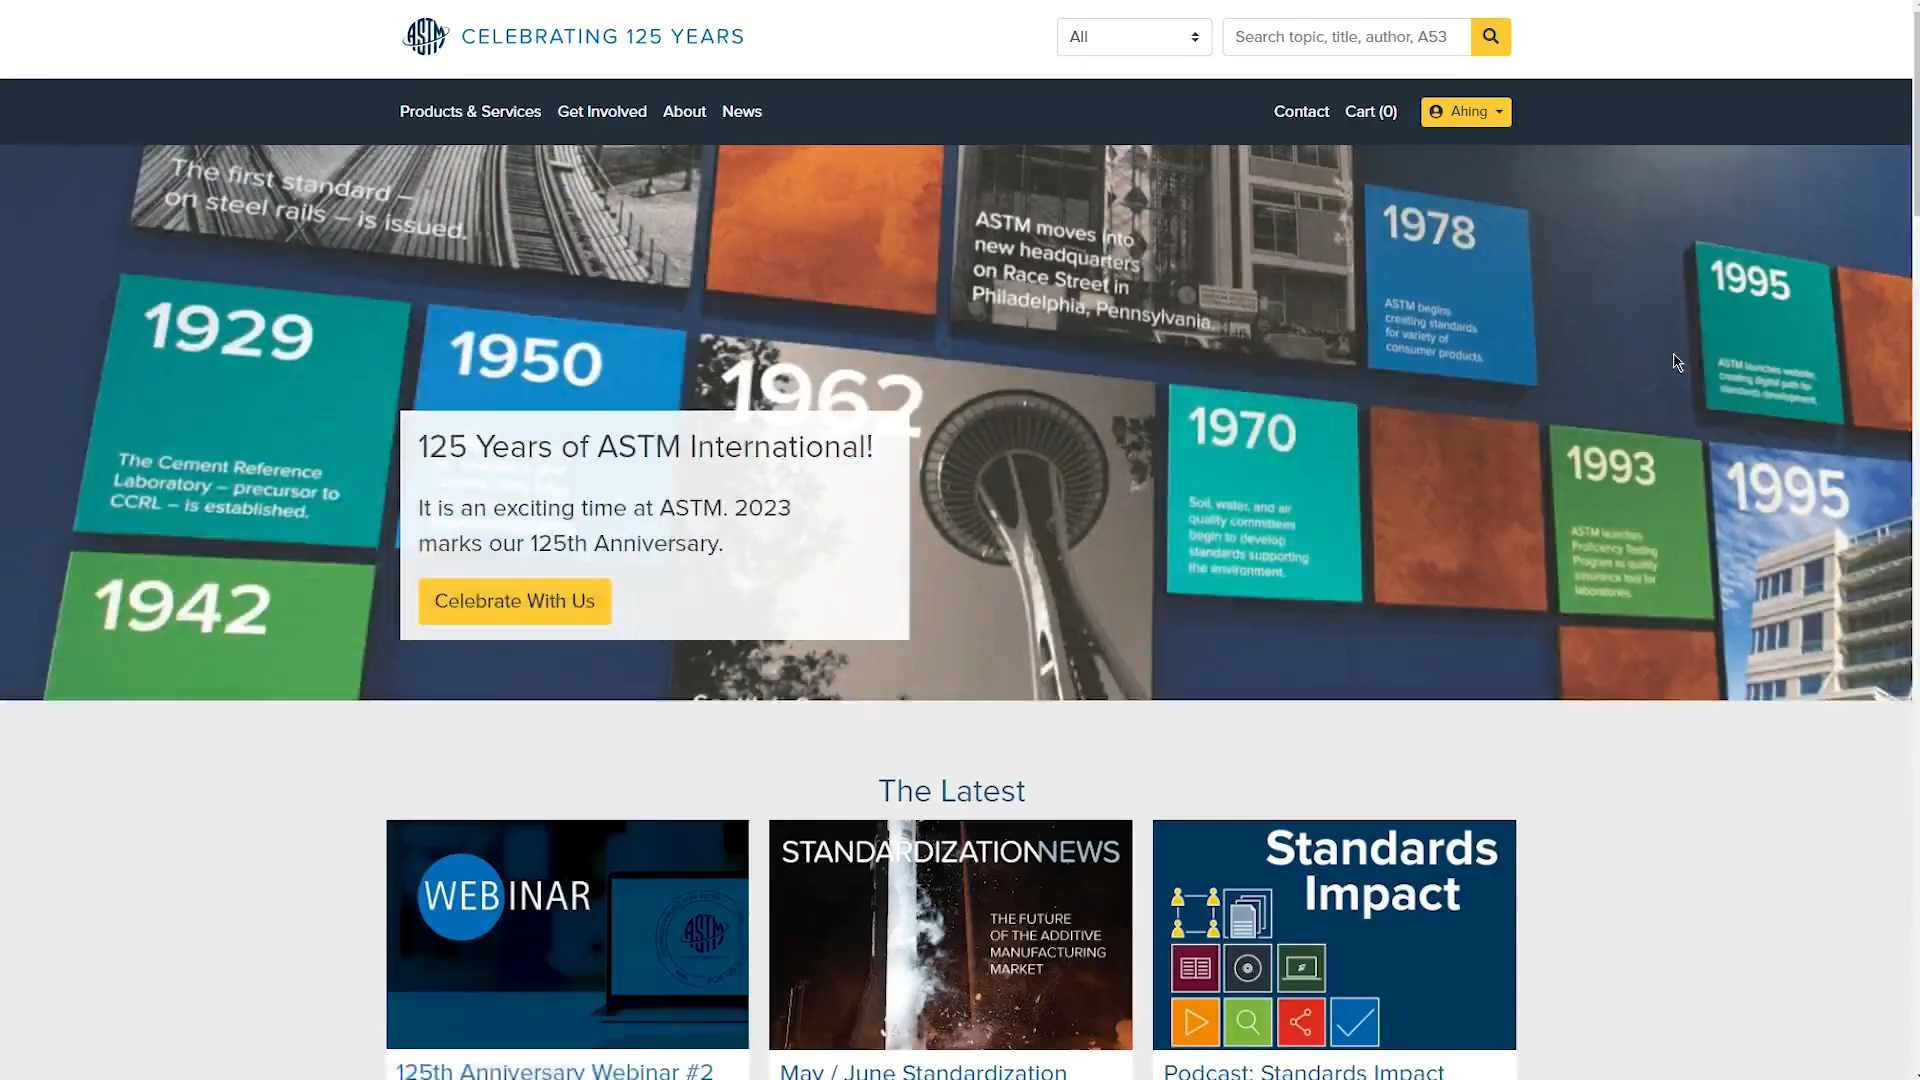 ASTM
CELEBRATING 125 YEARS
All
Search topic, title, author, A53
Products & Services
Get Involved
About
News
Contact
Cart (0)
Ahing
The first standard –
on steel rails – is issued.
ASTM moves into
new headquarters
on Race Street in
Philadelphia, Pennsylvania.
1978
ASTM begins
creating standards
for variety of
consumer products.
1995
ASTM launches website,
creating digital path for
standards development.
1929
The Cement Reference
Laboratory – precursor to
CCRL – is established.
1950
1962
1970
Soil, water, and air
quality committees
begin to develop
standards supporting
the environment.
1993
ASTM launches
Proficiency Testing
Program as quality
assurance tool for
laboratories.
1995
1942
125 Years of ASTM International!
It is an exciting time at ASTM. 2023
marks our 125th Anniversary.
Celebrate With Us
The Latest
WEBINAR
ASTM
STANDARDIZATIONNEWS
THE FUTURE
OF THE ADDITIVE
MANUFACTURING
MARKET
Standards
Impact
125th Anniversary Webinar #2
May / June Standardization
Podcast: Standards Impact